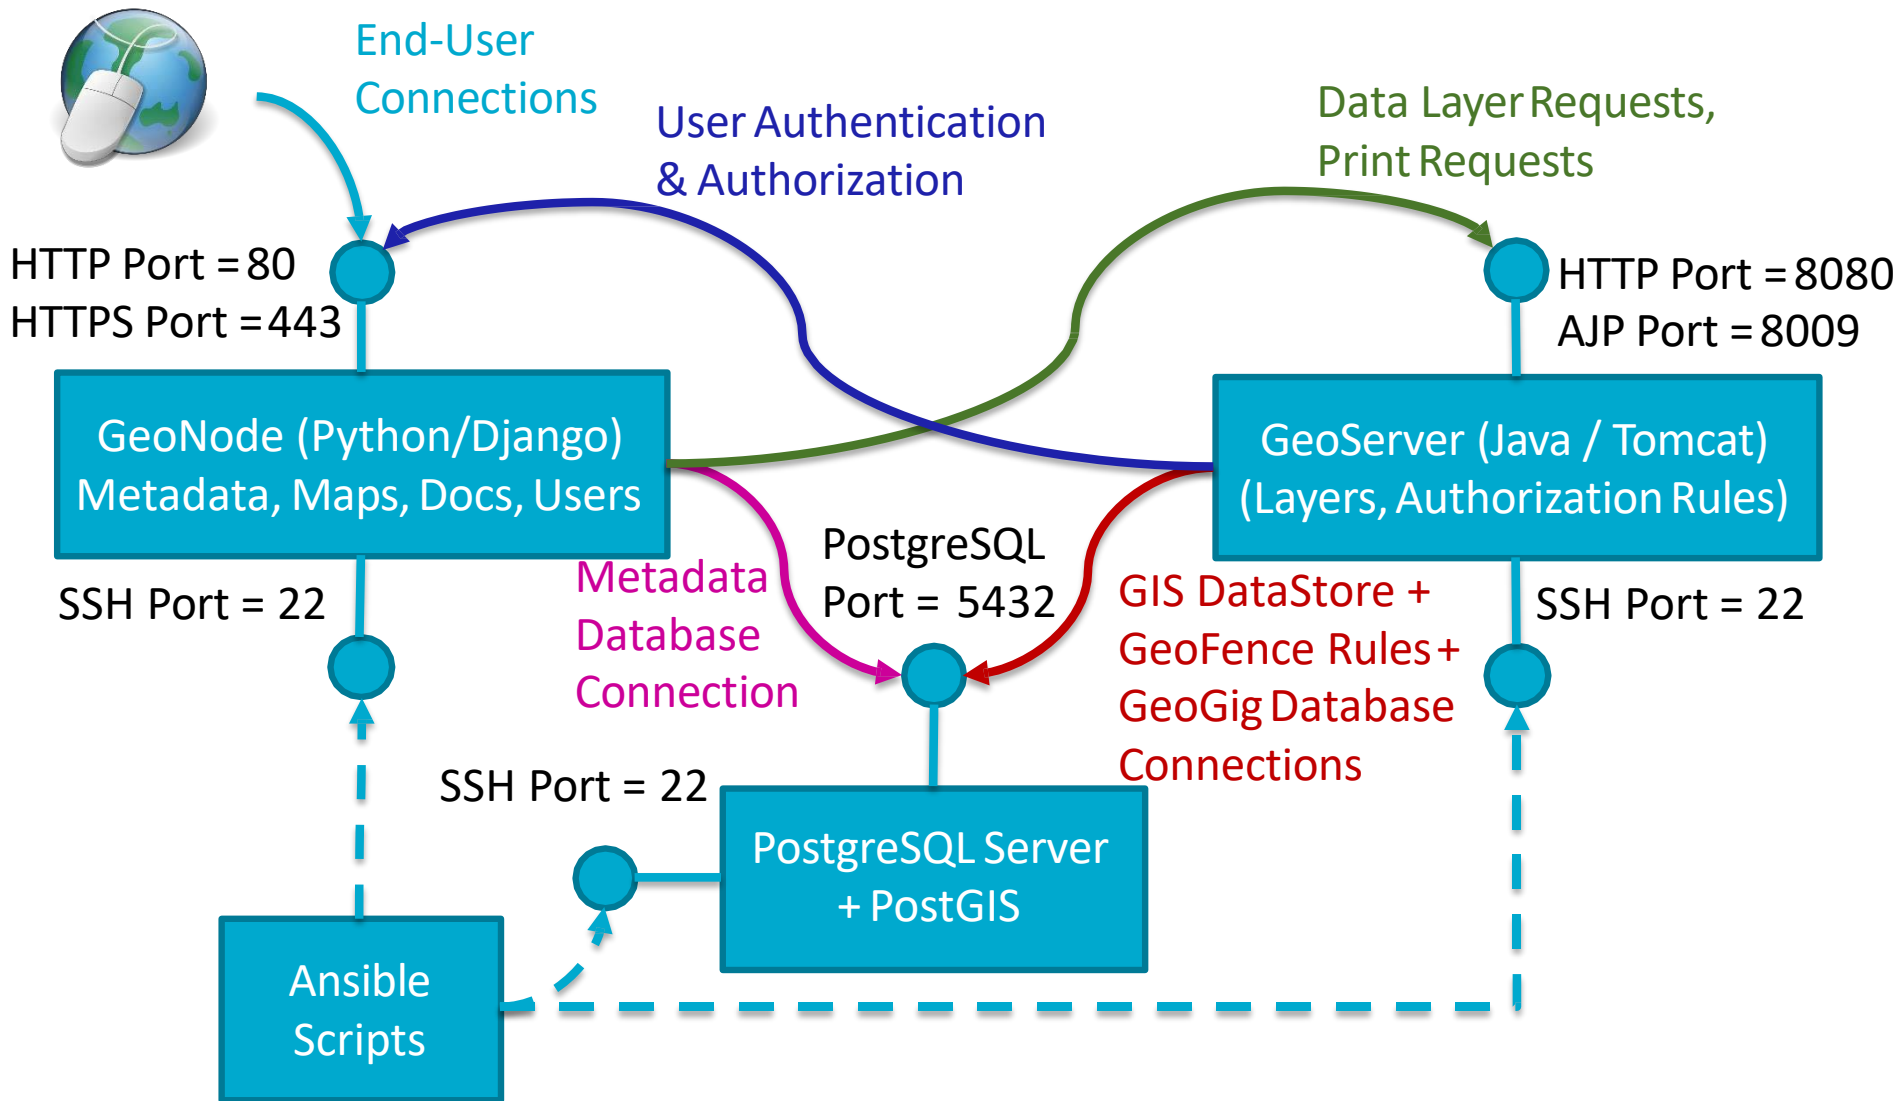 End-User
Connections
User Authentication
& Authorization
Data Layer Requests,
Print Requests
HTTP Port = 80
HTTPS Port = 443
HTTP Port = 8080
AJP Port = 8009
GeoNode (Python/Django)
Metadata, Maps, Docs, Users
GeoServer (Java / Tomcat)
(Layers, Authorization Rules)
SSH Port = 22
Metadata
Database
Connection
PostgreSQL
Port = 5432
GIS DataStore +
GeoFence Rules +
GeoGig Database
Connections
SSH Port = 22
SSH Port = 22
PostgreSQL Server
+ PostGIS
Ansible
Scripts